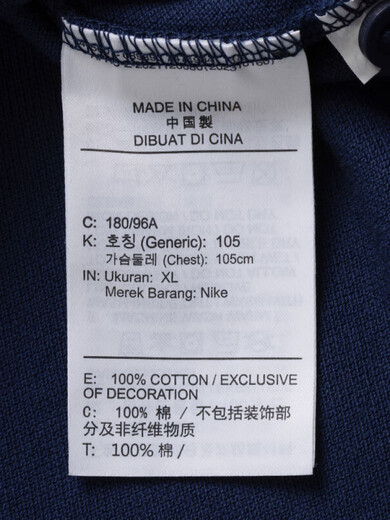 MADE IN CHINA
中国製
DIBUAT DI CINA
C: 180/96A
K: 호칭 (Generic): 105
가슴둘레 (Chest): 105cm
IN: Ukuran: XL
Merek Barang: Nike
E: 100% COTTON / EXCLUSIVE
OF DECORATION
C: 100% 棉 / 不包括装饰部
分及非纤维物质
T: 100% 棉 /